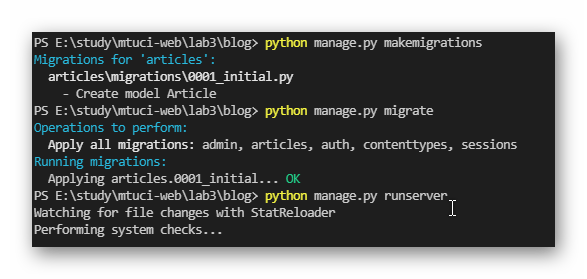 PS E:\study\mtuci-web\lab3\blog> python manage.py makemigrations
Migrations for 'articles':
articles\migrations\0001_initial.py
- Create model Article
PS E:\study\mtuci-web\lab3\blog> python manage.py migrate
Operations to perform:
Apply all migrations: admin, articles, auth, contenttypes, sessions
Running migrations:
Applying articles.0001_initial... OK
PS E:\study\mtuci-web\lab3\blog> python manage.py runserver
Watching for file changes with StatReloader
Performing system checks...